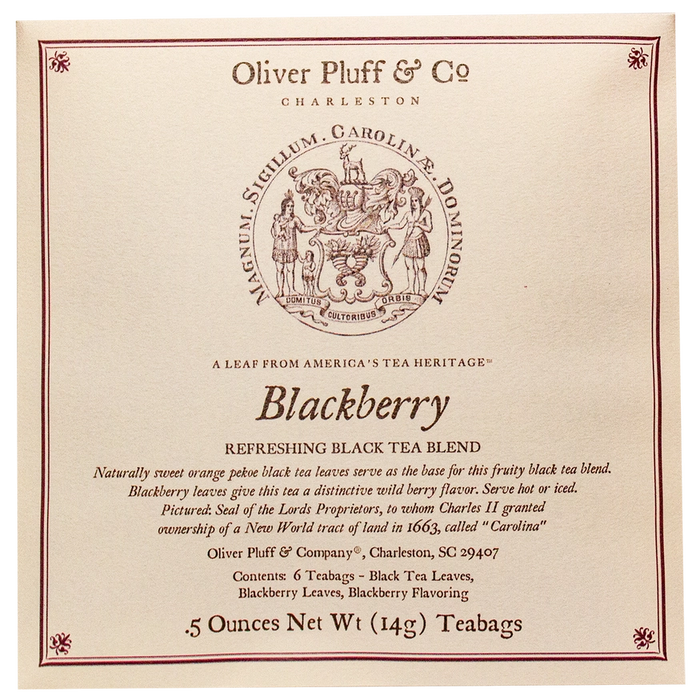 Oliver Pluff & Co
CHARLESTON
MAGNUM. SIGILLUM. CAROLINÆ. DOMINORUM
DOMITUS CULTORIBUS ORBIS
A LEAF FROM AMERICA'S TEA HERITAGE™
Blackberry
REFRESHING BLACK TEA BLEND
Naturally sweet orange pekoe black tea leaves serve as the base for this fruity black tea blend.
Blackberry leaves give this tea a distinctive wild berry flavor. Serve hot or iced.
Pictured: Seal of the Lords Proprietors, to whom Charles II granted
ownership of a New World tract of land in 1663, called "Carolina"
Oliver Pluff & Company®, Charleston, SC 29407
Contents: 6 Teabags - Black Tea Leaves,
Blackberry Leaves, Blackberry Flavoring
.5 Ounces Net Wt (14g) Teabags